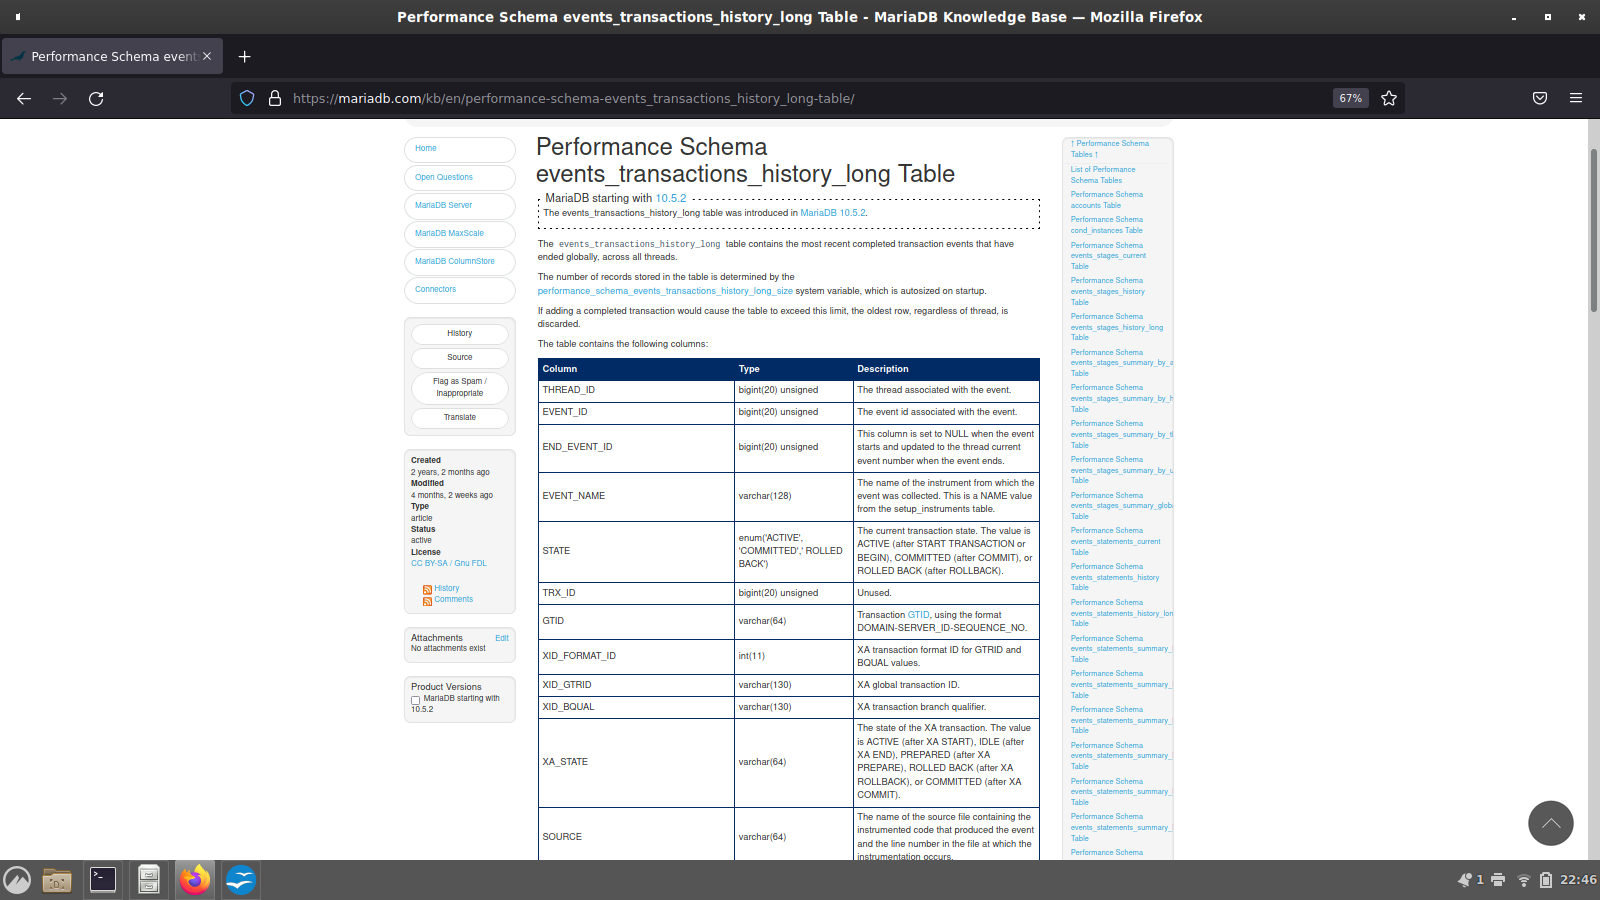 Performance Schema events_transactions_history_long Table - MariaDB Knowledge Base — Mozilla Firefox
Performance Schema event
https://mariadb.com/kb/en/performance-schema-events_transactions_history_long-table/
67%
Home
Open Questions
MariaDB Server
MariaDB MaxScale
MariaDB ColumnStore
Connectors
History
Source
Flag as Spam /
Inappropriate
Translate
Created
2 years, 2 months ago
Modified
4 months, 2 weeks ago
Type
article
Status
active
License
CC BY-SA / Gnu FDL
History
Comments
Attachments
Edit
No attachments exist
Product Versions
MariaDB starting with
10.5.2
Performance Schema
events_transactions_history_long Table
MariaDB starting with 10.5.2
The events_transactions_history_long table was introduced in MariaDB 10.5.2.
The events_transactions_history_long table contains the most recent completed transaction events that have
ended globally, across all threads.
The number of records stored in the table is determined by the
performance_schema_events_transactions_history_long_size system variable, which is autosized on startup.
If adding a completed transaction would cause the table to exceed this limit, the oldest row, regardless of thread, is
discarded.
The table contains the following columns:
Column Type Description
THREAD_ID bigint(20) unsigned The thread associated with the event.
EVENT_ID bigint(20) unsigned The event id associated with the event.
END_EVENT_ID bigint(20) unsigned This column is set to NULL when the event
starts and updated to the thread current
event number when the event ends.
EVENT_NAME varchar(128) The name of the instrument from which the
event was collected. This is a NAME value
from the setup_instruments table.
STATE enum('ACTIVE',
'COMMITTED',' ROLLED
BACK')
The current transaction state. The value is
ACTIVE (after START TRANSACTION or
BEGIN), COMMITTED (after COMMIT), or
ROLLED BACK (after ROLLBACK).
TRX_ID bigint(20) unsigned Unused.
GTID varchar(64) Transaction GTID, using the format
DOMAIN-SERVER_ID-SEQUENCE_NO.
XID_FORMAT_ID int(11) XA transaction format ID for GTRID and
BQUAL values.
XID_GTRID varchar(130) XA global transaction ID.
XID_BQUAL varchar(130) XA transaction branch qualifier.
XA_STATE varchar(64) The state of the XA transaction. The value
is ACTIVE (after XA START), IDLE (after
XA END), PREPARED (after XA
PREPARE), ROLLED BACK (after XA
ROLLBACK), or COMMITTED (after XA
COMMIT).
SOURCE varchar(64) The name of the source file containing the
instrumented code that produced the event
and the line number in the file at which the
instrumentation occurs.
↑ Performance Schema
Tables ↑
List of Performance
Schema Tables
Performance Schema
accounts Table
Performance Schema
cond_instances Table
Performance Schema
events_stages_current
Table
Performance Schema
events_stages_history
Table
Performance Schema
events_stages_history_long
Table
Performance Schema
events_stages_summary_by_a
Table
Performance Schema
events_stages_summary_by_h
Table
Performance Schema
events_stages_summary_by_t
Table
Performance Schema
events_stages_summary_by_u
Table
Performance Schema
events_stages_summary_globa
Table
Performance Schema
events_statements_current
Table
Performance Schema
events_statements_history
Table
Performance Schema
events_statements_history_lon
Table
Performance Schema
events_statements_summary_
Table
Performance Schema
events_statements_summary_
Table
Performance Schema
events_statements_summary_
Table
Performance Schema
events_statements_summary_
Table
Performance Schema
events_statements_summary_
Table
Performance Schema
events_statements_summary_
Table
Performance Schema
1
22:46